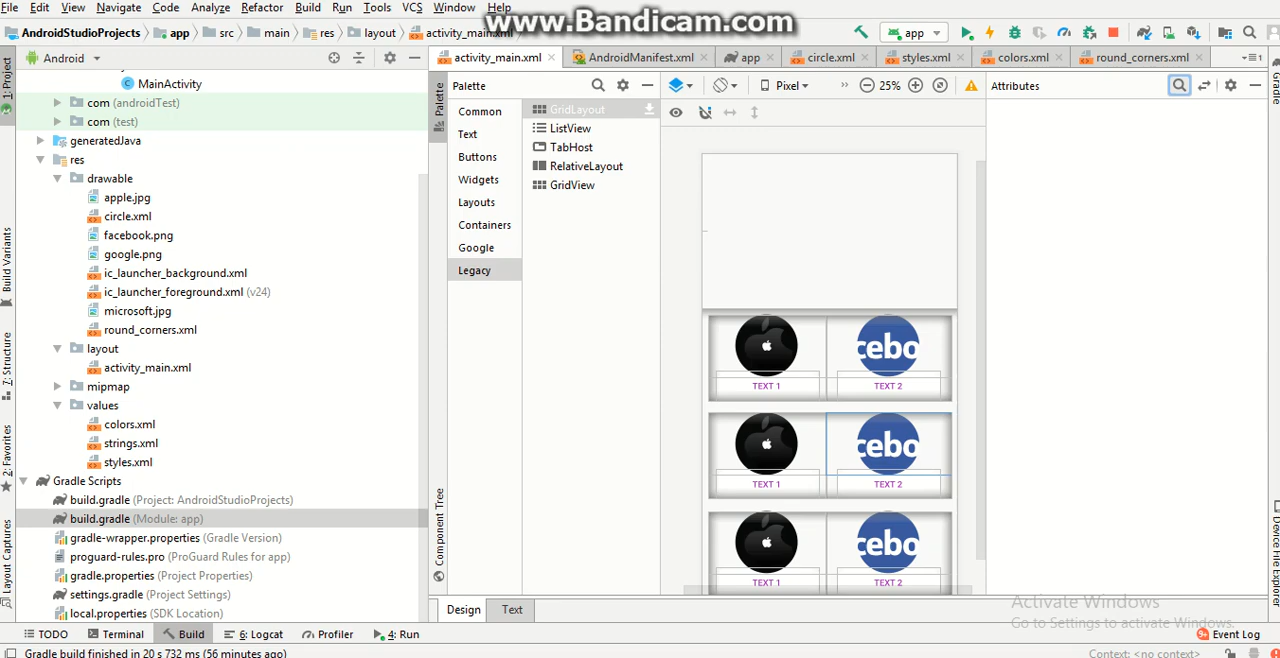 File Edit View Navigate Code Analyze Refactor Build Run Tools VCS Window Help
www.Bandicam.com
AndroidStudioProjects app src main res layout activity_main.xml app
Android activity_main.xml AndroidManifest.xml app circle.xml styles.xml colors.xml round_corners.xml
1: Project
Build Variants
7: Structure
2: Favorites
Layout Captures
MainActivity
com (androidTest)
com (test)
generatedJava
res
drawable
apple.jpg
circle.xml
facebook.png
google.png
ic_launcher_background.xml
ic_launcher_foreground.xml (v24)
microsoft.jpg
round_corners.xml
layout
activity_main.xml
mipmap
values
colors.xml
strings.xml
styles.xml
Gradle Scripts
build.gradle (Project: AndroidStudioProjects)
build.gradle (Module: app)
gradle-wrapper.properties (Gradle Version)
proguard-rules.pro (ProGuard Rules for app)
gradle.properties (Project Properties)
settings.gradle (Project Settings)
local.properties (SDK Location)
Palette
Component Tree
Palette
Common
Text
Buttons
Widgets
Layouts
Containers
Google
Legacy
GridLayout
ListView
TabHost
RelativeLayout
GridView
Pixel 25%
Attributes
cebo
TEXT 1 TEXT 2
cebo
TEXT 1 TEXT 2
cebo
TEXT 1 TEXT 2
Gradle
Device File Explorer
Design Text
Activate Windows
Go to Settings to activate Windows.
TODO Terminal Build 6: Logcat Profiler 4: Run 9+ Event Log
Gradle build finished in 20 s 732 ms (56 minutes ago) Context: <no context>